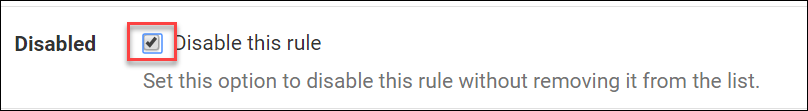 Disabled Disable this rule
Set this option to disable this rule without removing it from the list.